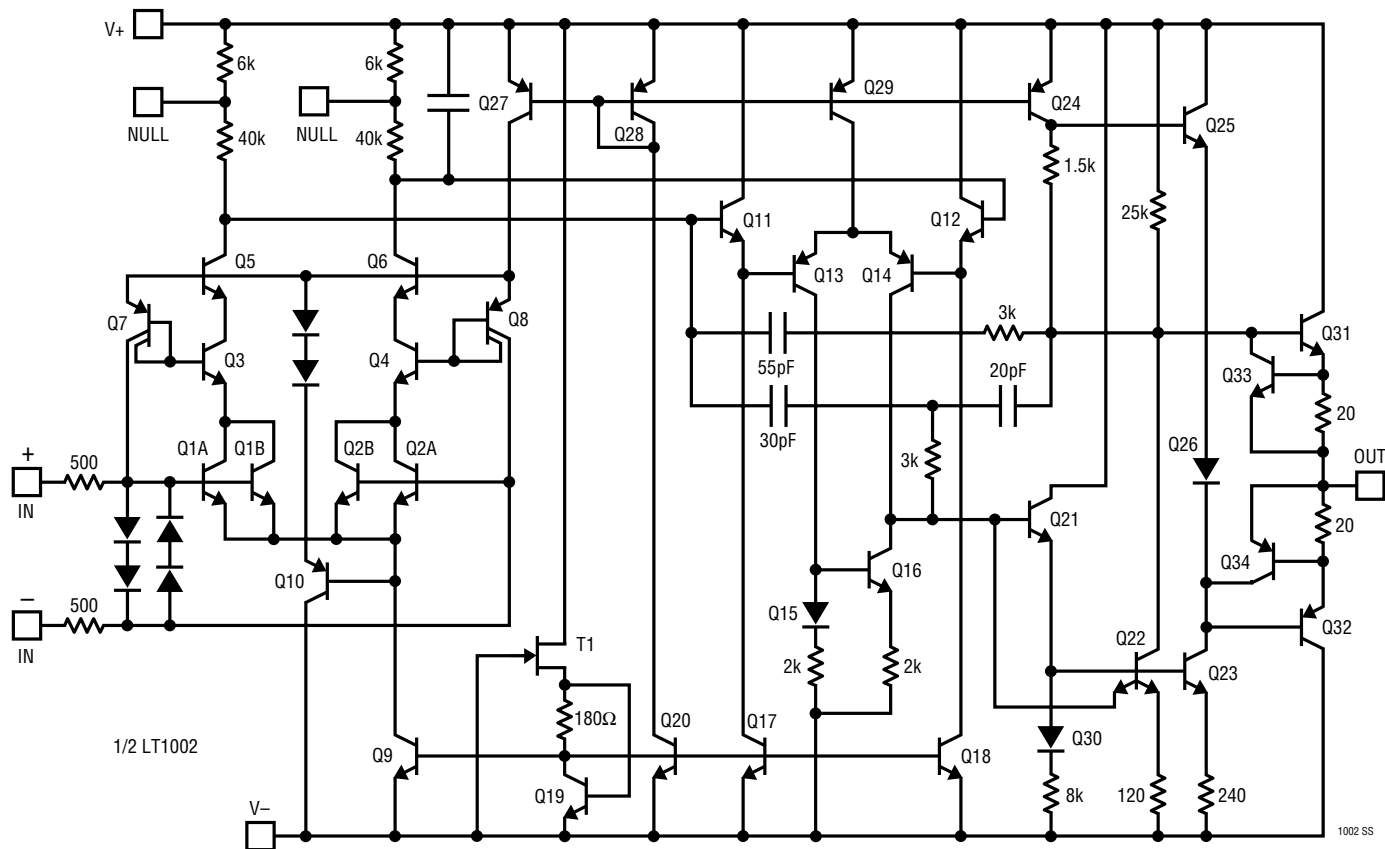 V+
6k
6k
Q27
Q28
Q29
Q24
Q25
NULL
NULL
40k
40k
1.5k
25k
Q11
Q12
Q5
Q6
Q13
Q14
Q7
Q8
3k
Q31
Q3
Q4
55pF
20pF
Q33
20
30pF
Q1A
Q1B
Q2B
Q2A
Q26
OUT
+
500
3k
IN
Q21
20
Q34
Q10
Q16
–
500
Q15
IN
T1
Q22
Q32
2k
2k
Q23
180Ω
Q20
Q17
1/2 LT1002
Q9
Q18
Q30
Q19
8k
120
240
V–
1002 SS